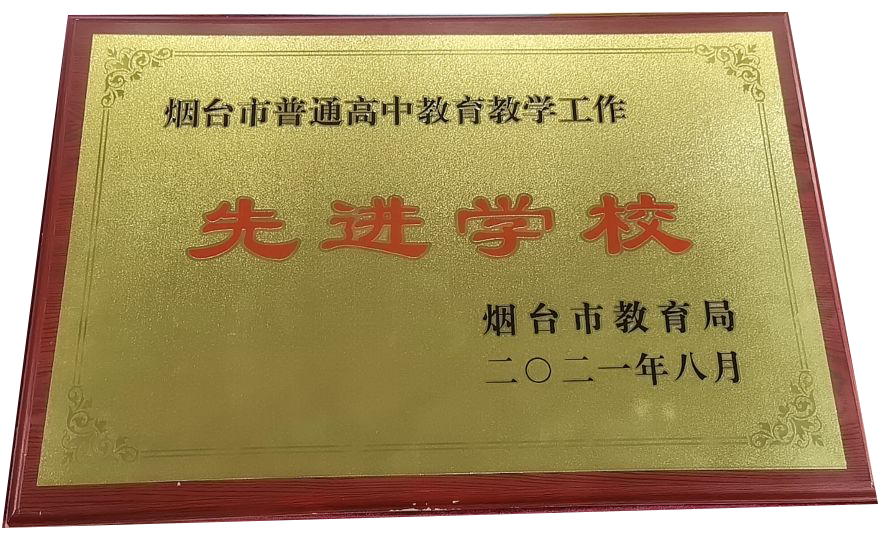 烟台市普通高中教育教学工作
先进学校
烟台市教育局
二〇二一年八月